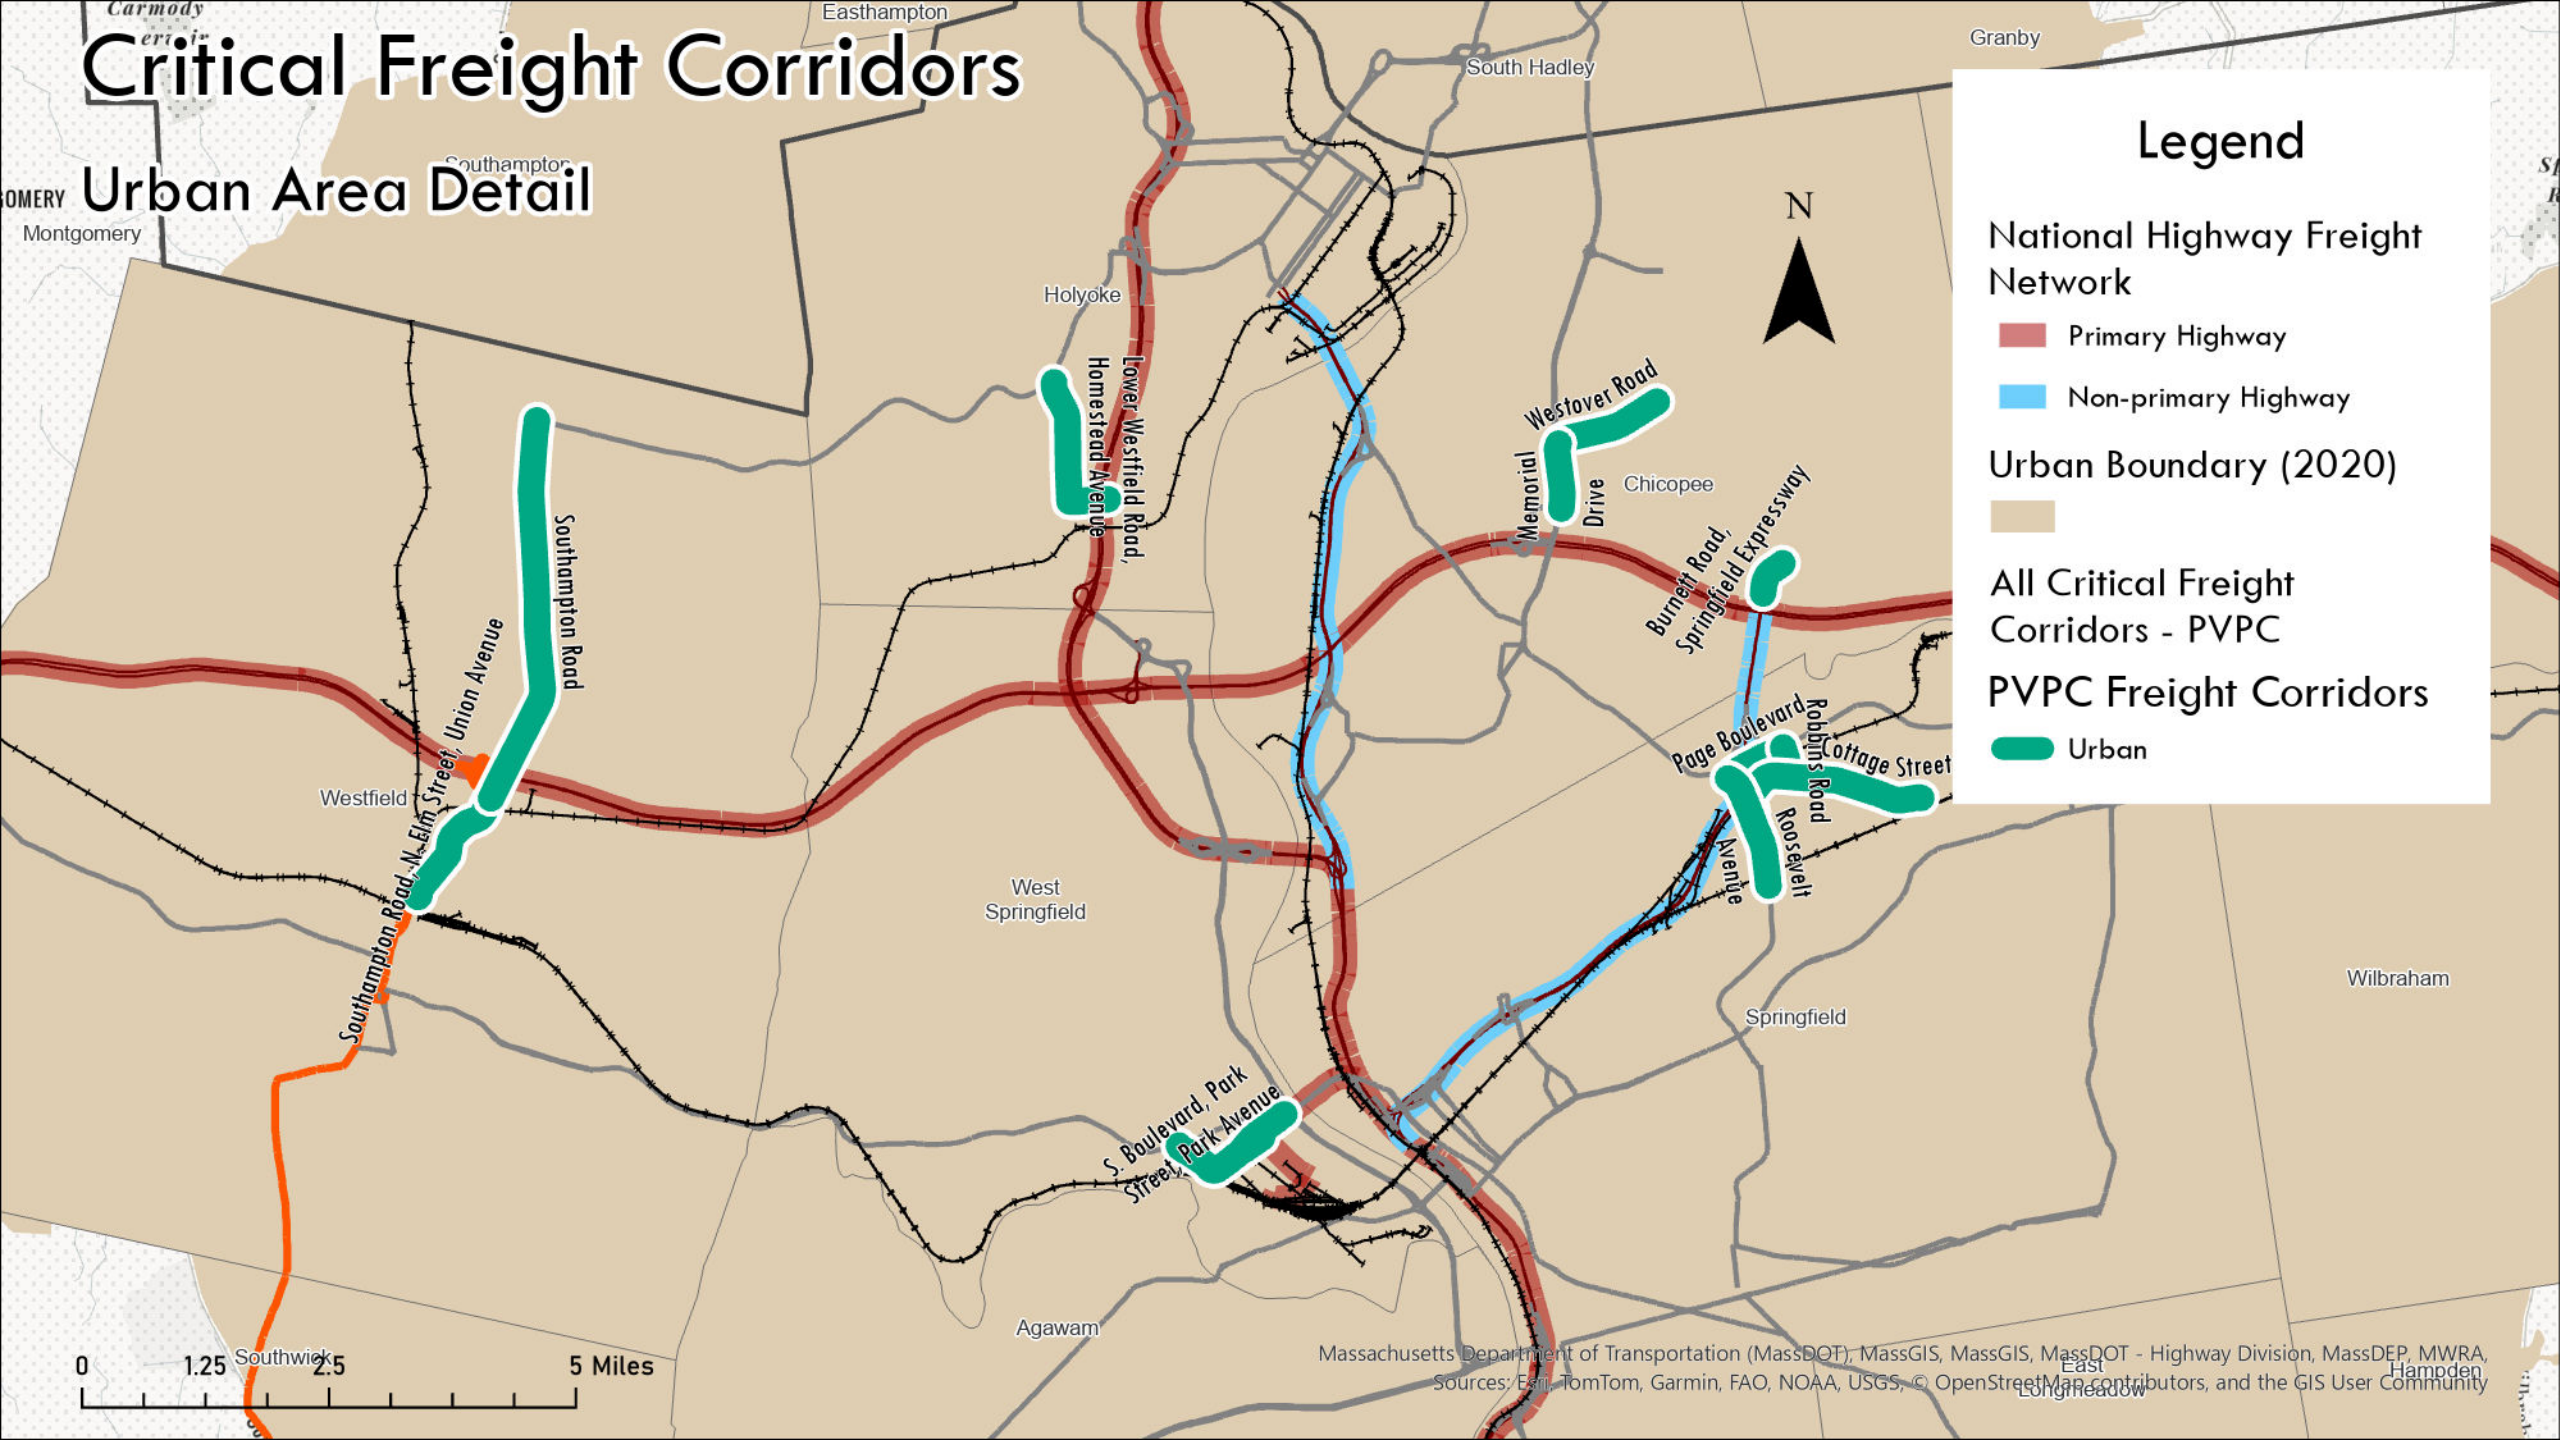 Carmody
Easthampton
Granby
Critical Freight Corridors
South Hadley
Southampton
Urban Area Detail
Montgomery
N
Legend
National Highway Freight
Network
Primary Highway
Non-primary Highway
Urban Boundary (2020)
All Critical Freight
Corridors - PVPC
PVPC Freight Corridors
Urban
Holyoke
Lower Westfield Road,
Homestead Avenue
Westover Road
Memorial
Drive
Chicopee
Burnett Road,
Springfield Expressway
Southampton Road
Southampton Road, N. Elm Street, Union Avenue
Westfield
Page Boulevard
Robbins Road
Cottage Street
Roosevelt
Avenue
West
Springfield
Wilbraham
Springfield
S. Boulevard, Park
Street, Park Avenue
Agawam
Southwick
0 1.25 2.5 5 Miles
Massachusetts Department of Transportation (MassDOT), MassGIS, MassGIS, MassDOT - Highway Division, MassDEP, MWRA,
Sources: Esri, TomTom, Garmin, FAO, NOAA, USGS, © OpenStreetMap contributors, and the GIS User Community
East
Longmeadow
Hampden